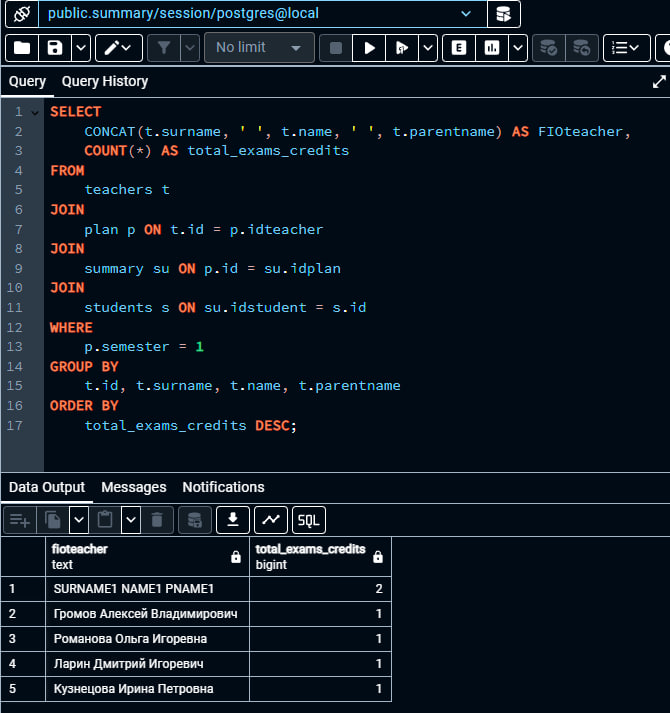 public.summary/session/postgres@local
No limit
E
Query Query History
1 SELECT
2 CONCAT(t.surname, ' ', t.name, ' ', t.parentname) AS FIOteacher,
3 COUNT(*) AS total_exams_credits
4 FROM
5 teachers t
6 JOIN
7 plan p ON t.id = p.idteacher
8 JOIN
9 summary su ON p.id = su.idplan
10 JOIN
11 students s ON su.idstudent = s.id
12 WHERE
13 p.semester = 1
14 GROUP BY
15 t.id, t.surname, t.name, t.parentname
16 ORDER BY
17 total_exams_credits DESC;
Data Output Messages Notifications
SQL
fioteacher total_exams_credits
text bigint
1 SURNAME1 NAME1 PNAME1 2
2 Громов Алексей Владимирович 1
3 Романова Ольга Игоревна 1
4 Ларин Дмитрий Игоревич 1
5 Кузнецова Ирина Петровна 1